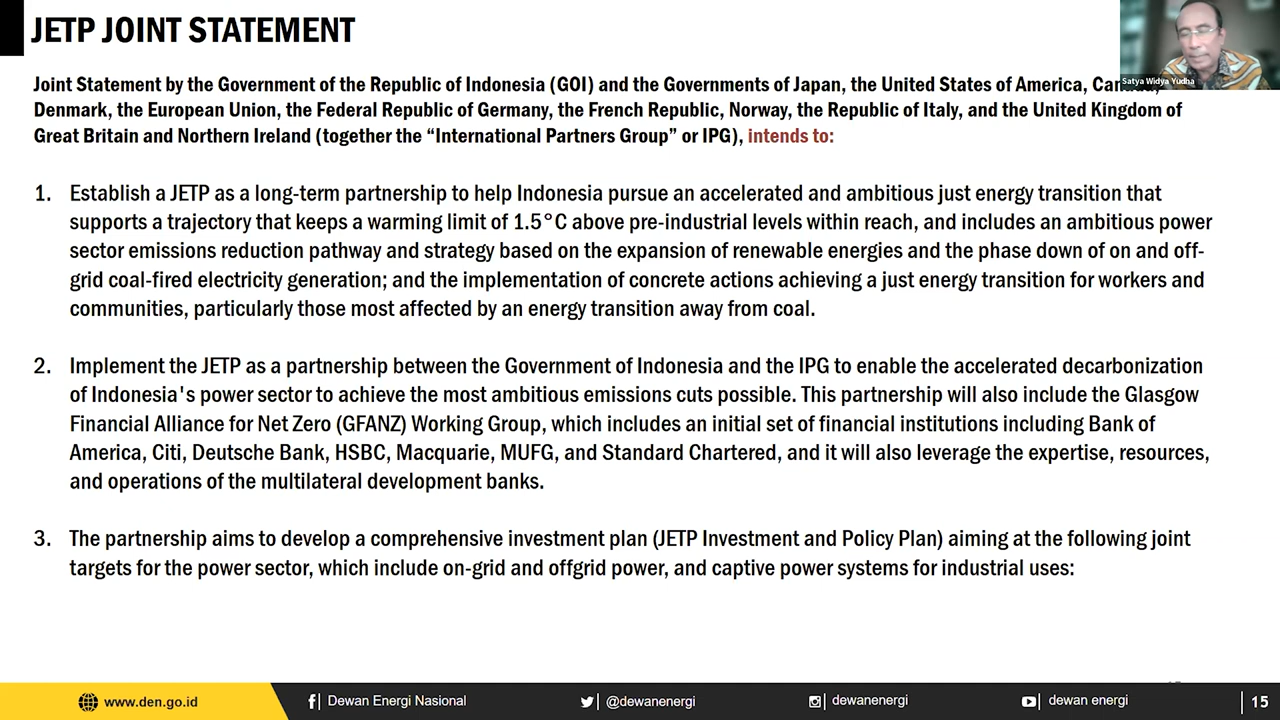 JETP JOINT STATEMENT
Satya Widya Yudha
Joint Statement by the Government of the Republic of Indonesia (GOI) and the Governments of Japan, the United States of America,
Denmark, the European Union, the Federal Republic of Germany, the French Republic, Norway, the Republic of Italy, and the United Kingdom of
Great Britain and Northern Ireland (together the “International Partners Group” or IPG), intends to:
1. Establish a JETP as a long-term partnership to help Indonesia pursue an accelerated and ambitious just energy transition that
supports a trajectory that keeps a warming limit of 1.5°C above pre-industrial levels within reach, and includes an ambitious power
sector emissions reduction pathway and strategy based on the expansion of renewable energies and the phase down of on and off-
grid coal-fired electricity generation; and the implementation of concrete actions achieving a just energy transition for workers and
communities, particularly those most affected by an energy transition away from coal.
2. Implement the JETP as a partnership between the Government of Indonesia and the IPG to enable the accelerated decarbonization
of Indonesia's power sector to achieve the most ambitious emissions cuts possible. This partnership will also include the Glasgow
Financial Alliance for Net Zero (GFANZ) Working Group, which includes an initial set of financial institutions including Bank of
America, Citi, Deutsche Bank, HSBC, Macquarie, MUFG, and Standard Chartered, and it will also leverage the expertise, resources,
and operations of the multilateral development banks.
3. The partnership aims to develop a comprehensive investment plan (JETP Investment and Policy Plan) aiming at the following joint
targets for the power sector, which include on-grid and offgrid power, and captive power systems for industrial uses:
www.den.go.id
Dewan Energi Nasional
@dewanenergi
dewanenergi
dewan energi
15